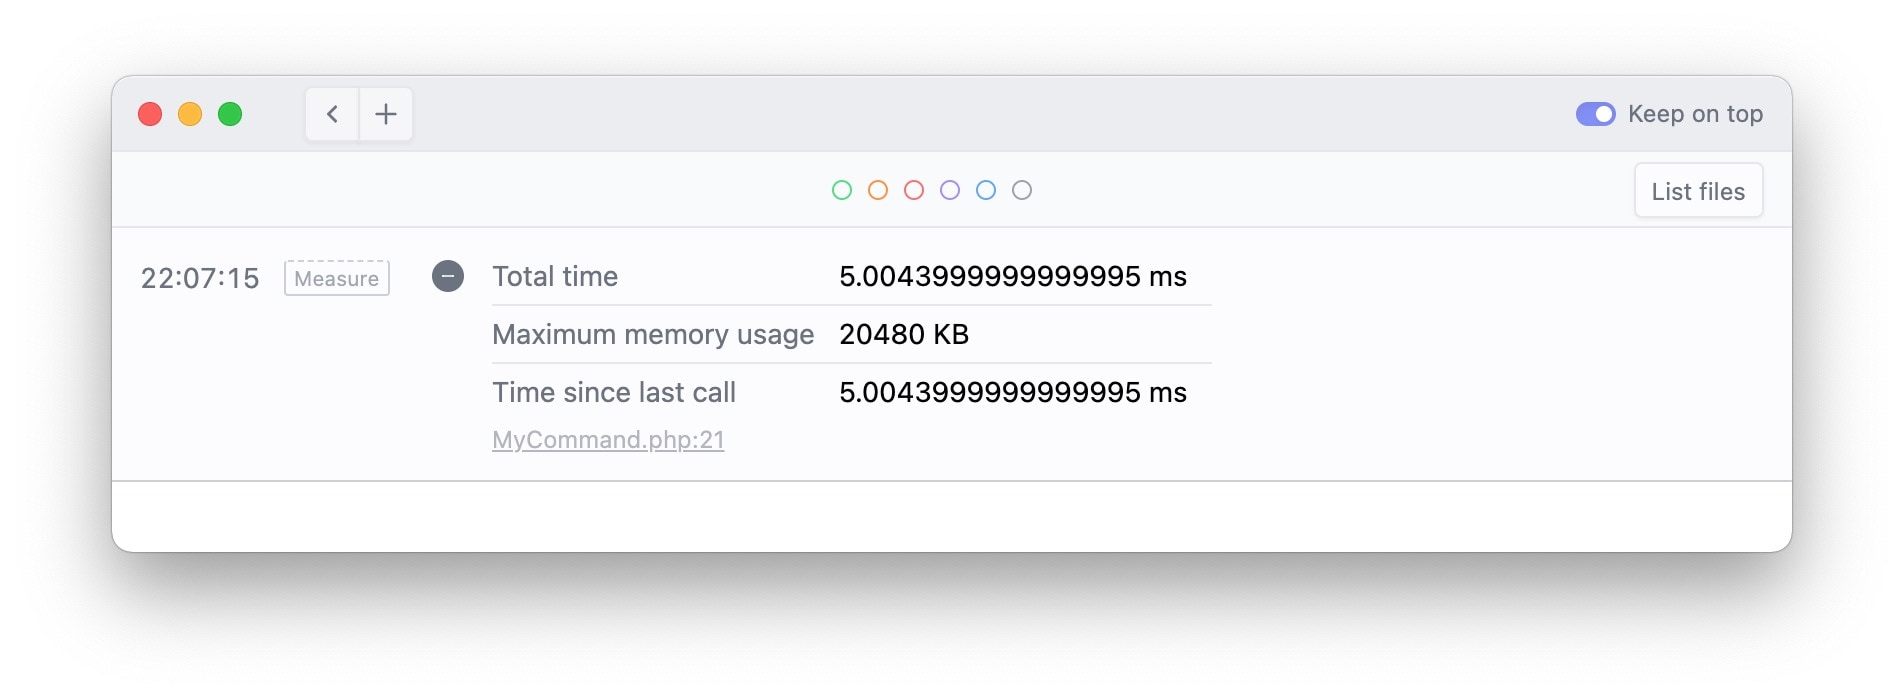 Keep on top
List files
22:07:15 Measure Total time 5.0043999999999995 ms
Maximum memory usage 20480 KB
Time since last call 5.0043999999999995 ms
MyCommand.php:21